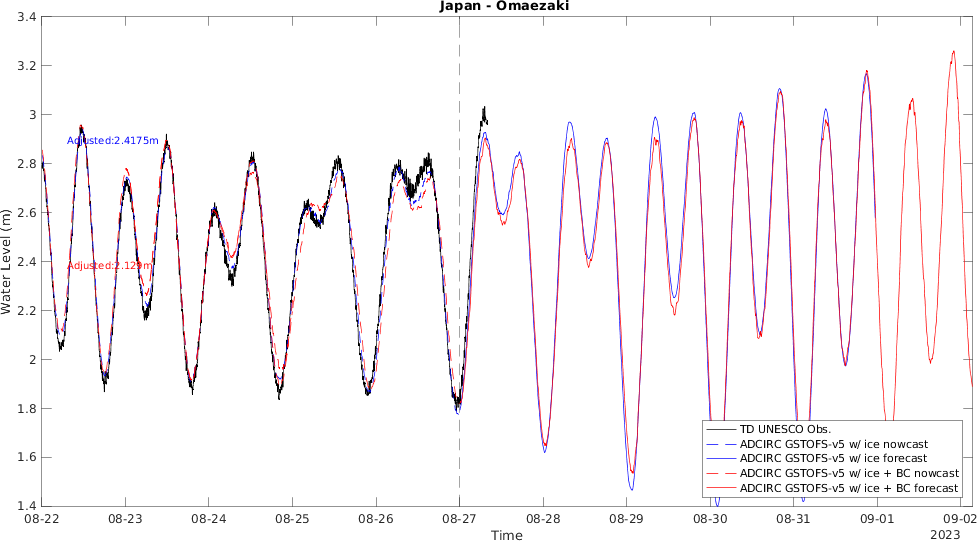 Japan - Omaezaki
3.4
3.2
3
2.8
2.6
2.4
2.2
2
1.8
1.6
1.4
Water Level (m)
Adjusted:2.4175m
Adjusted:2.129m
TD UNESCO Obs.
ADCIRC GSTOFS-v5 w/ ice nowcast
ADCIRC GSTOFS-v5 w/ ice forecast
ADCIRC GSTOFS-v5 w/ ice + BC nowcast
ADCIRC GSTOFS-v5 w/ ice + BC forecast
08-22 08-23 08-24 08-25 08-26 08-27 08-28 08-29 08-30 08-31 09-01 09-02
Time
2023